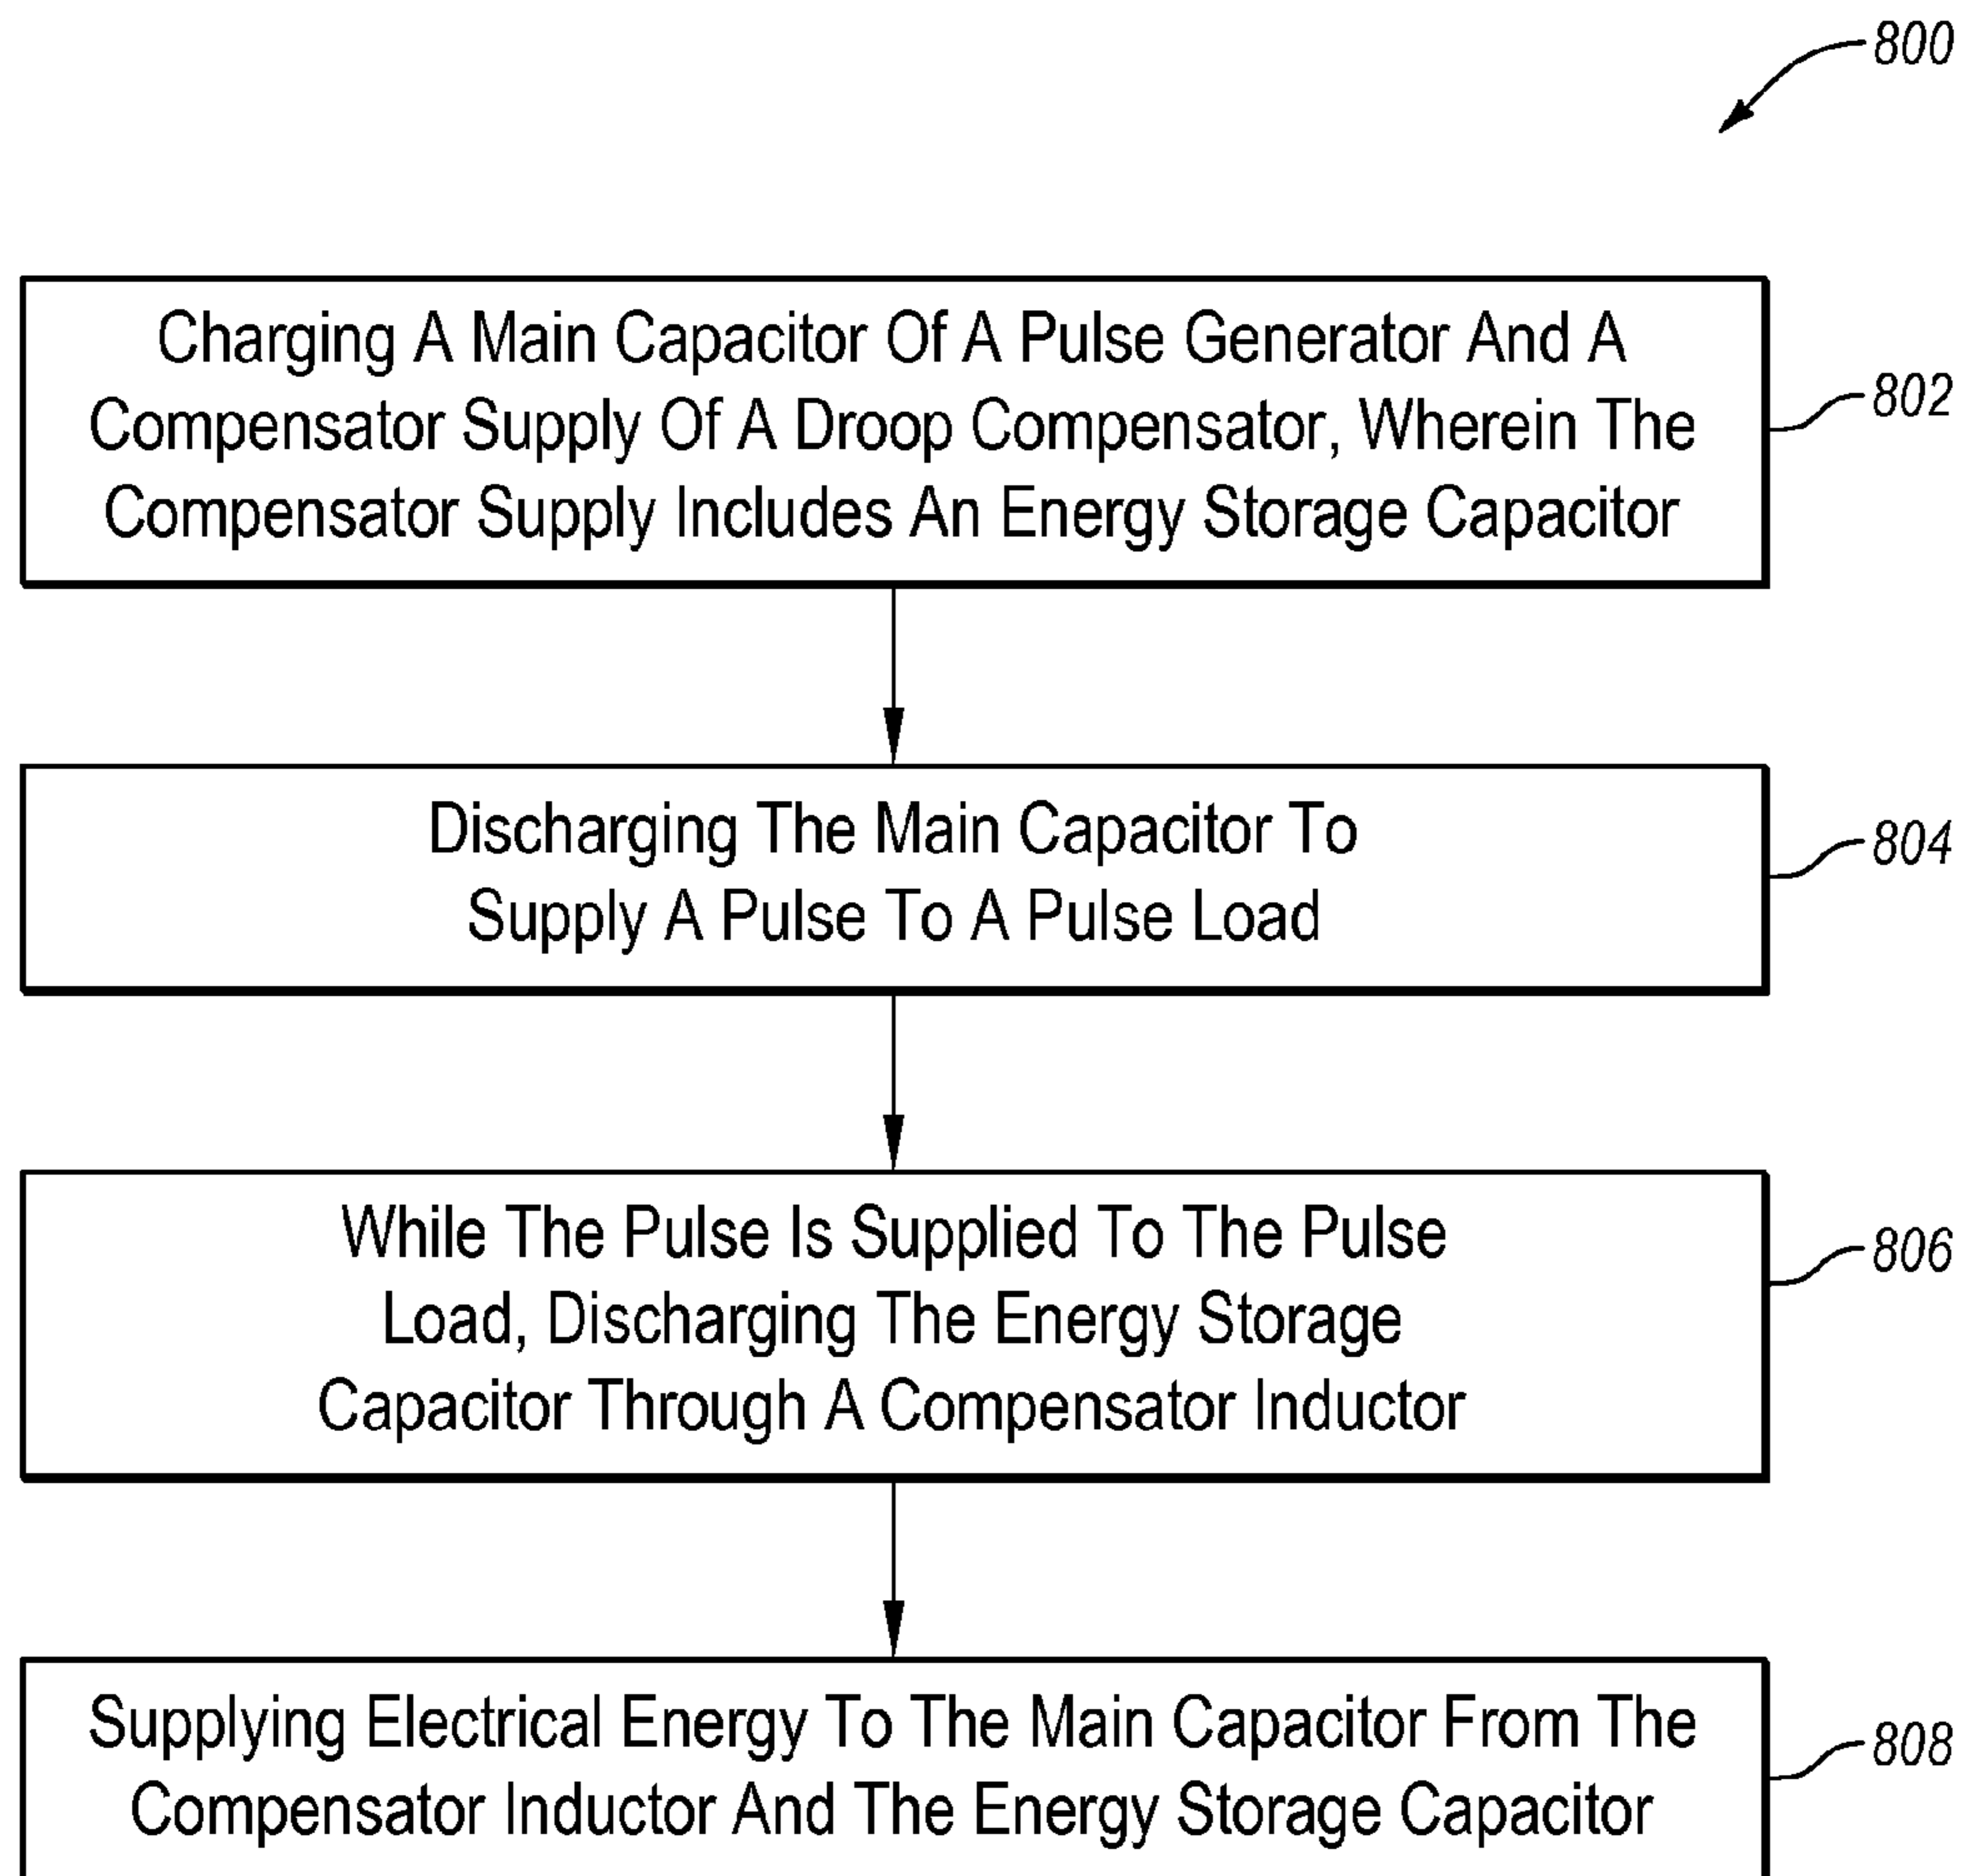 800
Charging A Main Capacitor Of A Pulse Generator And A
Compensator Supply Of A Droop Compensator, Wherein The
Compensator Supply Includes An Energy Storage Capacitor
802
Discharging The Main Capacitor To
Supply A Pulse To A Pulse Load
804
While The Pulse Is Supplied To The Pulse
Load, Discharging The Energy Storage
Capacitor Through A Compensator Inductor
806
Supplying Electrical Energy To The Main Capacitor From The
Compensator Inductor And The Energy Storage Capacitor
808